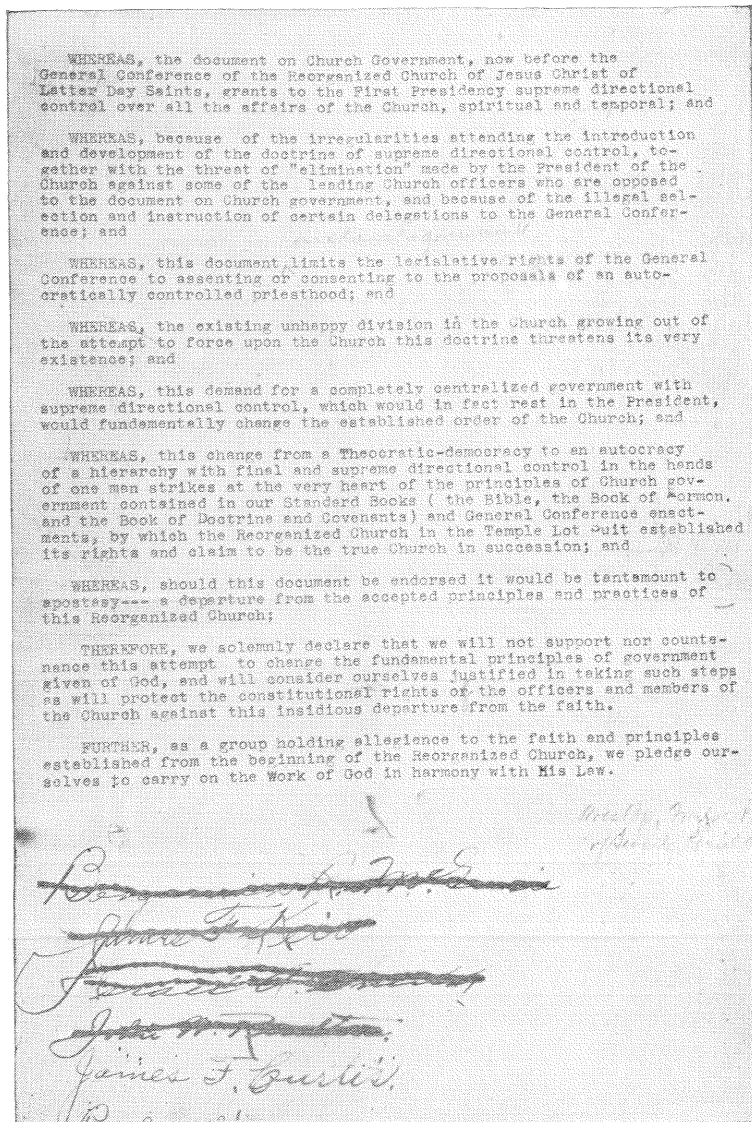 WHEREAS, the document on Church Government, now before the
General Conference of the Reorganized Church of Jesus Christ of
Latter Day Saints, grants to the First Presidency supreme directional
control over all the affairs of the Church, spiritual and temporal; and
WHEREAS, because of the irregularities attending the introduction
and development of the doctrine of supreme directional control, to-
gether with the threat of "elimination" made by the President of the
Church against some of the leading Church officers who are opposed
to the document on Church government, and because of the illegal sel-
ection and instruction of certain delegations to the General Confer-
ence; and
WHEREAS, this document limits the legislative rights of the General
Conference to assenting or consenting to the proposals of an auto-
cratically controlled priesthood; and
WHEREAS, the existing unhappy division in the Church growing out of
the attempt to force upon the Church this doctrine threatens its very
existence; and
WHEREAS, this demand for a completely centralized government with
supreme directional control, which would in fact rest in the President,
would fundamentally change the established order of the Church; and
WHEREAS, this change from a Theocratic-democracy to an autocracy
of a hierarchy with final and supreme directional control in the hands
of one man strikes at the very heart of the principles of Church gov-
ernment contained in our Standard Books ( the Bible, the Book of Mormon.
and the Book of Doctrine and Covenants) and General Conference enact-
ments, by which the Reorganized Church in the Temple Lot Suit established
its rights and claim to be the true Church in succession; and
WHEREAS, should this document be endorsed it would be tantamount to
apostasy--- a departure from the accepted principles and practices of
this Reorganized Church;
THEREFORE, we solemnly declare that we will not support nor counte-
nance this attempt to change the fundamental principles of government
given of God, and will consider ourselves justified in taking such steps
as will protect the constitutional rights of the officers and members of
the Church against this insidious departure from the faith.
FURTHER, as a group holding allegience to the faith and principles
established from the beginning of the Reorganized Church, we pledge our-
selves to carry on the Work of God in harmony with His Law.
James F. Keir
John W. Rushton.
James F. Curtis.